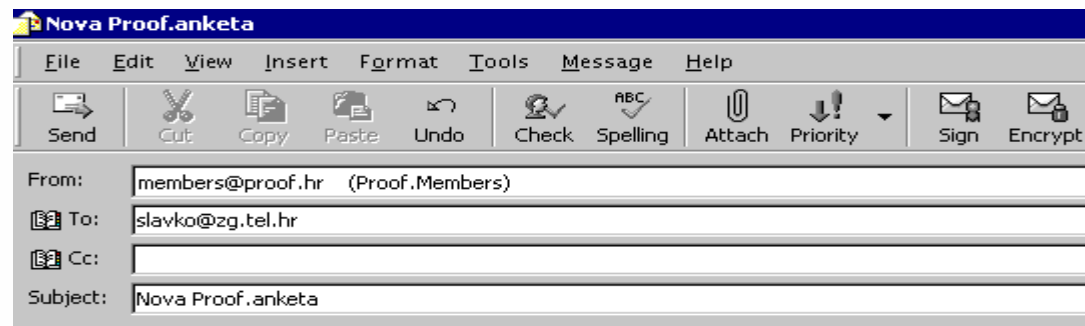 Nova Proof.anketa
File Edit View Insert Format Tools Message Help
ABC
Send Cut Copy Paste Undo Check Spelling Attach Priority Sign Encrypt
From: members@proof.hr (Proof.Members)
To: slavko@zg.tel.hr
Cc:
Subject: Nova Proof.anketa